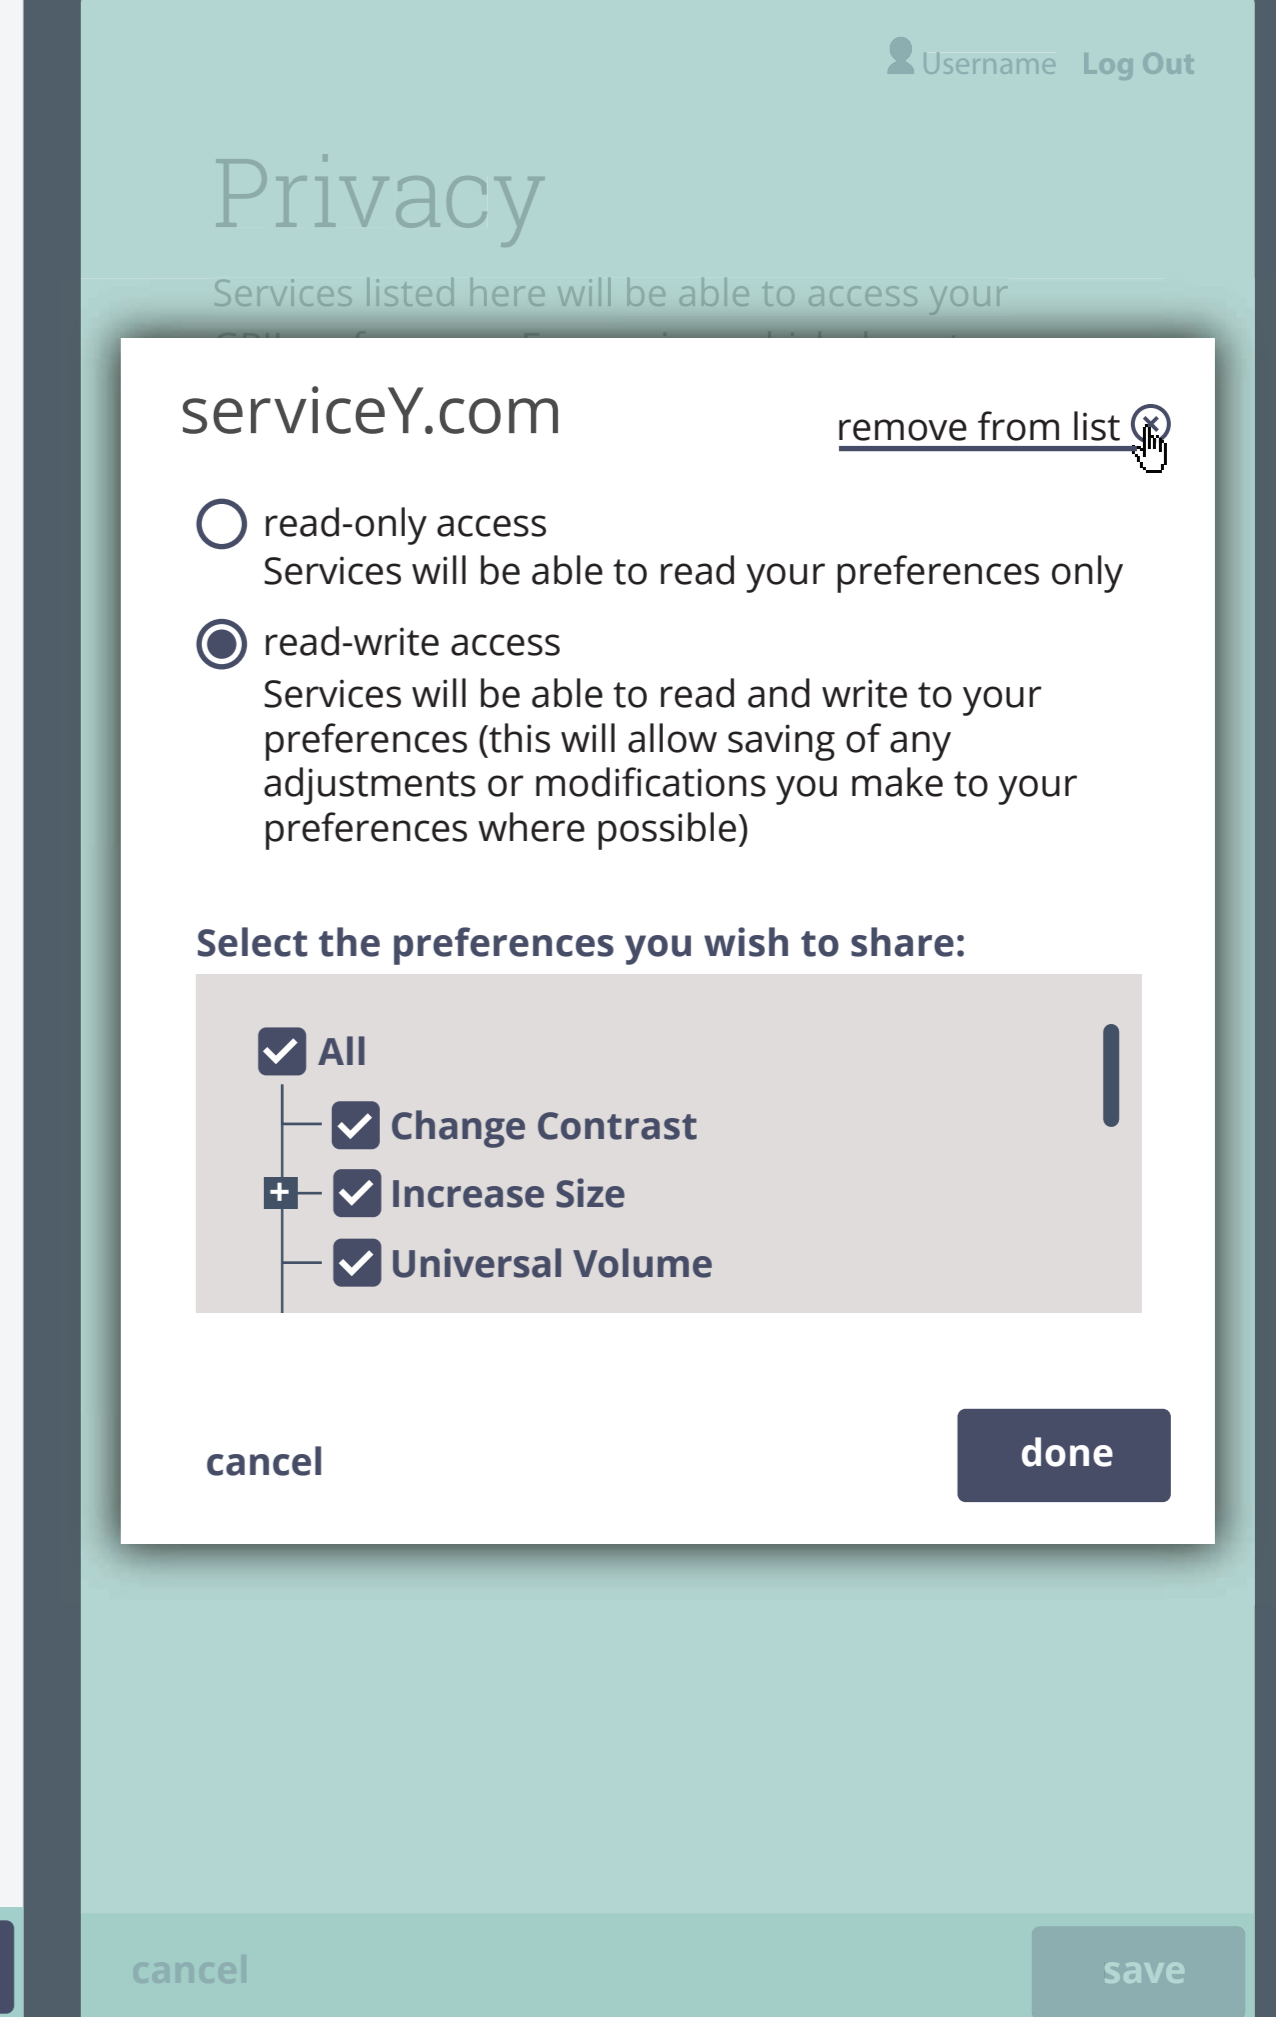 Username Log Out
Privacy
Services listed here will be able to access your
serviceY.com
remove from list
read-only access
Services will be able to read your preferences only
read-write access
Services will be able to read and write to your
preferences (this will allow saving of any
adjustments or modifications you make to your
preferences where possible)
Select the preferences you wish to share:
All
Change Contrast
Increase Size
Universal Volume
cancel
done
cancel
save